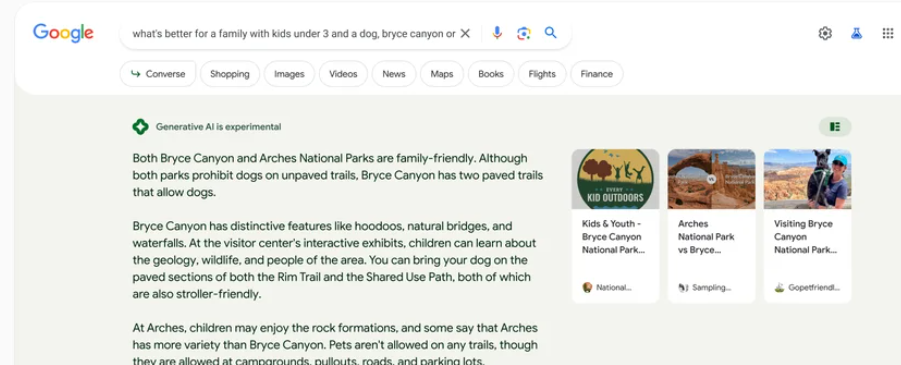 Google
what's better for a family with kids under 3 and a dog, bryce canyon or
Converse
Shopping
Images
Videos
News
Maps
Books
Flights
Finance
Generative AI is experimental
Both Bryce Canyon and Arches National Parks are family-friendly. Although
both parks prohibit dogs on unpaved trails, Bryce Canyon has two paved trails
that allow dogs.
Bryce Canyon has distinctive features like hoodoos, natural bridges, and
waterfalls. At the visitor center's interactive exhibits, children can learn about
the geology, wildlife, and people of the area. You can bring your dog on the
paved sections of both the Rim Trail and the Shared Use Path, both of which
are also stroller-friendly.
At Arches, children may enjoy the rock formations, and some say that Arches
has more variety than Bryce Canyon. Pets aren't allowed on any trails, though
they are allowed at campgrounds, pullouts, roads, and parking lots.
EVERY
KID OUTDOORS
Kids & Youth -
Bryce Canyon
National Park...
National...
VS
Arches
National Park
vs Bryce...
Sampling...
Visiting Bryce
Canyon
National Park...
Gopetfriendl...